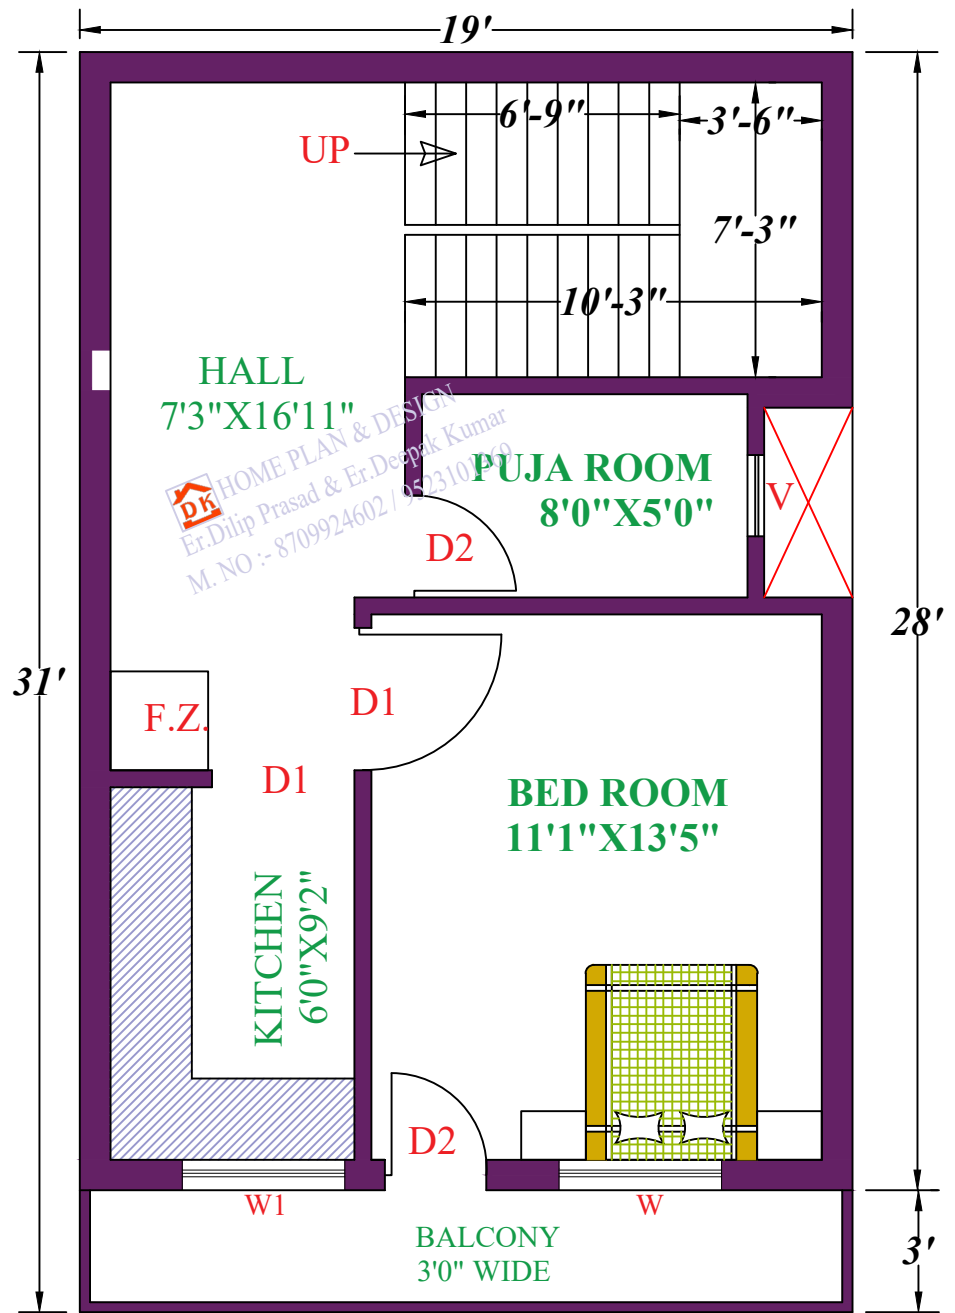 19'
6'-9"
3'-6"
UP
7'-3"
10'-3"
HALL
7'3"X16'11"
DK
HOME PLAN & DESIGN
Er.Dilip Prasad & Er.Deepak Kumar
M. NO :- 8709924602 / 9523101369
PUJA ROOM
8'0"X5'0"
V
D2
28'
31'
D1
F.Z.
D1
BED ROOM
11'1"X13'5"
KITCHEN
6'0"X9'2"
D2
W1
W
BALCONY
3'0" WIDE
3'